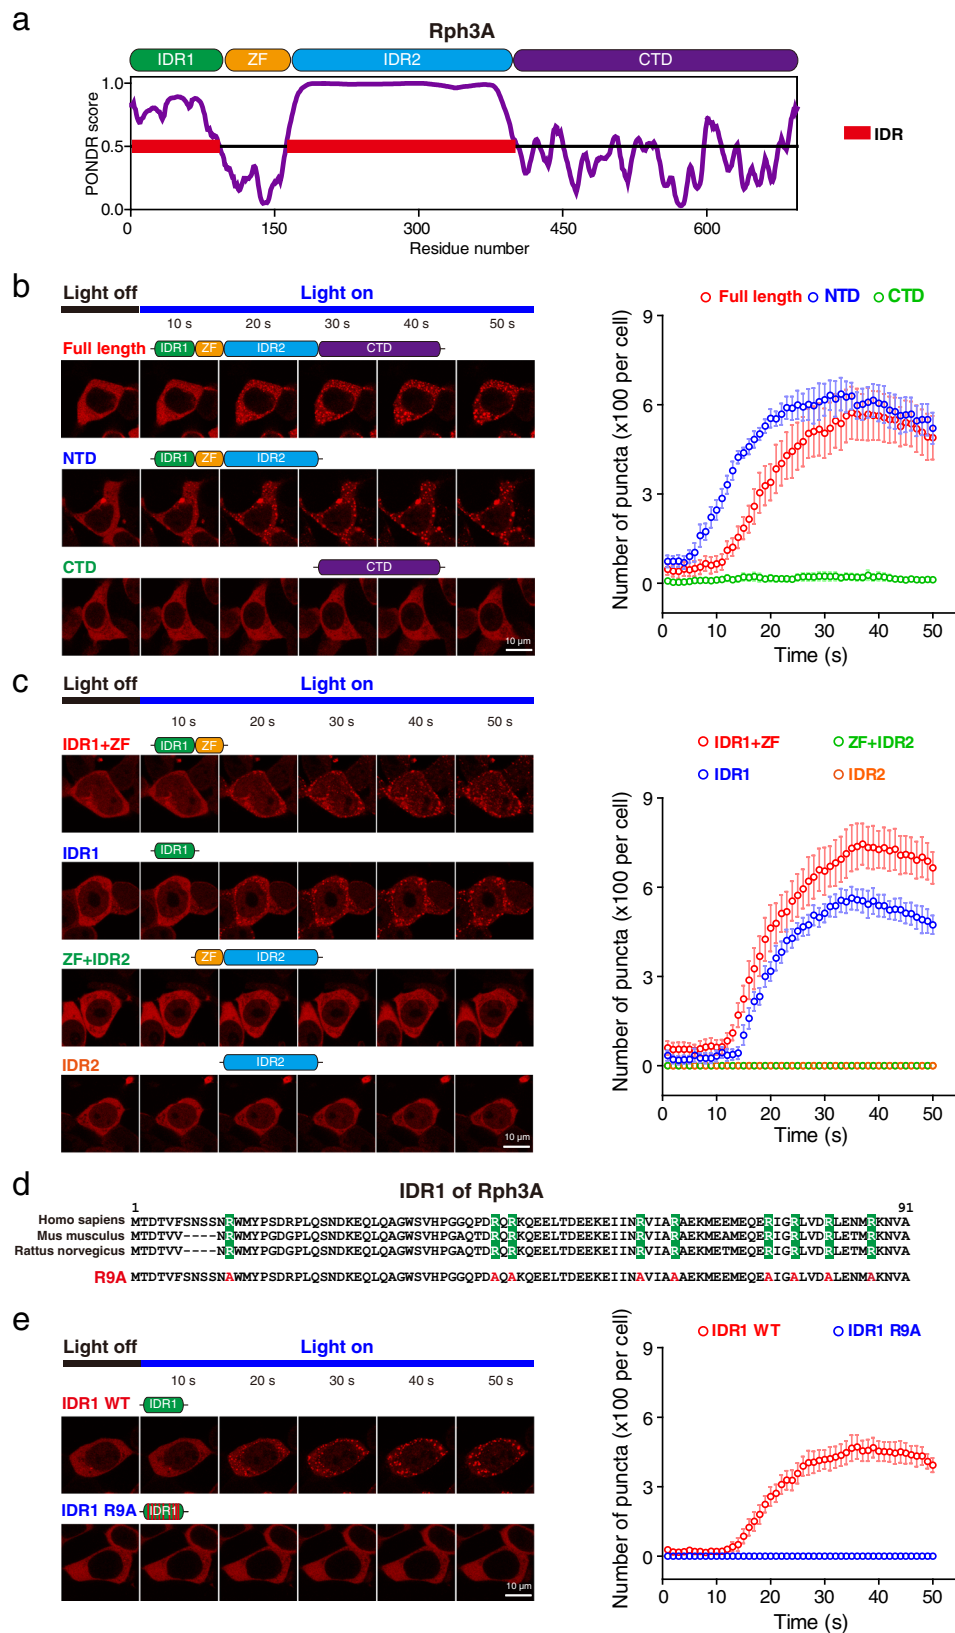 a
Rph3A
IDR1 ZF IDR2 CTD
PONDR score
1.0
0.5
0.0
0 150 300 450 600
Residue number
IDR
b
Light off Light on
10 s 20 s 30 s 40 s 50 s
Full length IDR1 ZF IDR2 CTD
NTD IDR1 ZF IDR2
CTD CTD
10 µm
Full length NTD CTD
Number of puncta (x100 per cell)
9
6
3
0
0 10 20 30 40 50
Time (s)
c
Light off Light on
10 s 20 s 30 s 40 s 50 s
IDR1+ZF IDR1 ZF
IDR1 IDR1
ZF+IDR2 ZF IDR2
IDR2 IDR2
10 µm
IDR1+ZF ZF+IDR2
IDR1 IDR2
Number of puncta (x100 per cell)
9
6
3
0
0 10 20 30 40 50
Time (s)
d
IDR1 of Rph3A
1 91
Homo sapiens MTDTVFSNSSNRWMYPSDRPLQSNDKEQLQAGWSVHPGGQPDRQRKQEELTDEEKEIINRVIARAEKMEEMEQERIGRLVDRLENMRKNVA
Mus musculus MTDTVV----NRWMYPGDGPLQSNDKEQLQAGWSVHPGAQTDRQRKQEELTDEEKEIINRVIARAEKMEAMEQERIGRLVDRLETMRKNVA
Rattus norvegicus MTDTVV----NRWMYPGDGPLQSNDKEQLQAGWSVHPGAQTDRQRKQEELTDEEKEIINRVIARAEKMETMEQERIGRLVDRLETMRKNVA
R9A MTDTVFSNSSNAWMYPSDRPLQSNDKEQLQAGWSVHPGGQPDAQAKQEELTDEEKEIINAVIAAAEKMEEMEQEAIGALVDALENMAKNVA
e
Light off Light on
10 s 20 s 30 s 40 s 50 s
IDR1 WT IDR1
IDR1 R9A IDR1
10 µm
IDR1 WT IDR1 R9A
Number of puncta (x100 per cell)
9
6
3
0
0 10 20 30 40 50
Time (s)